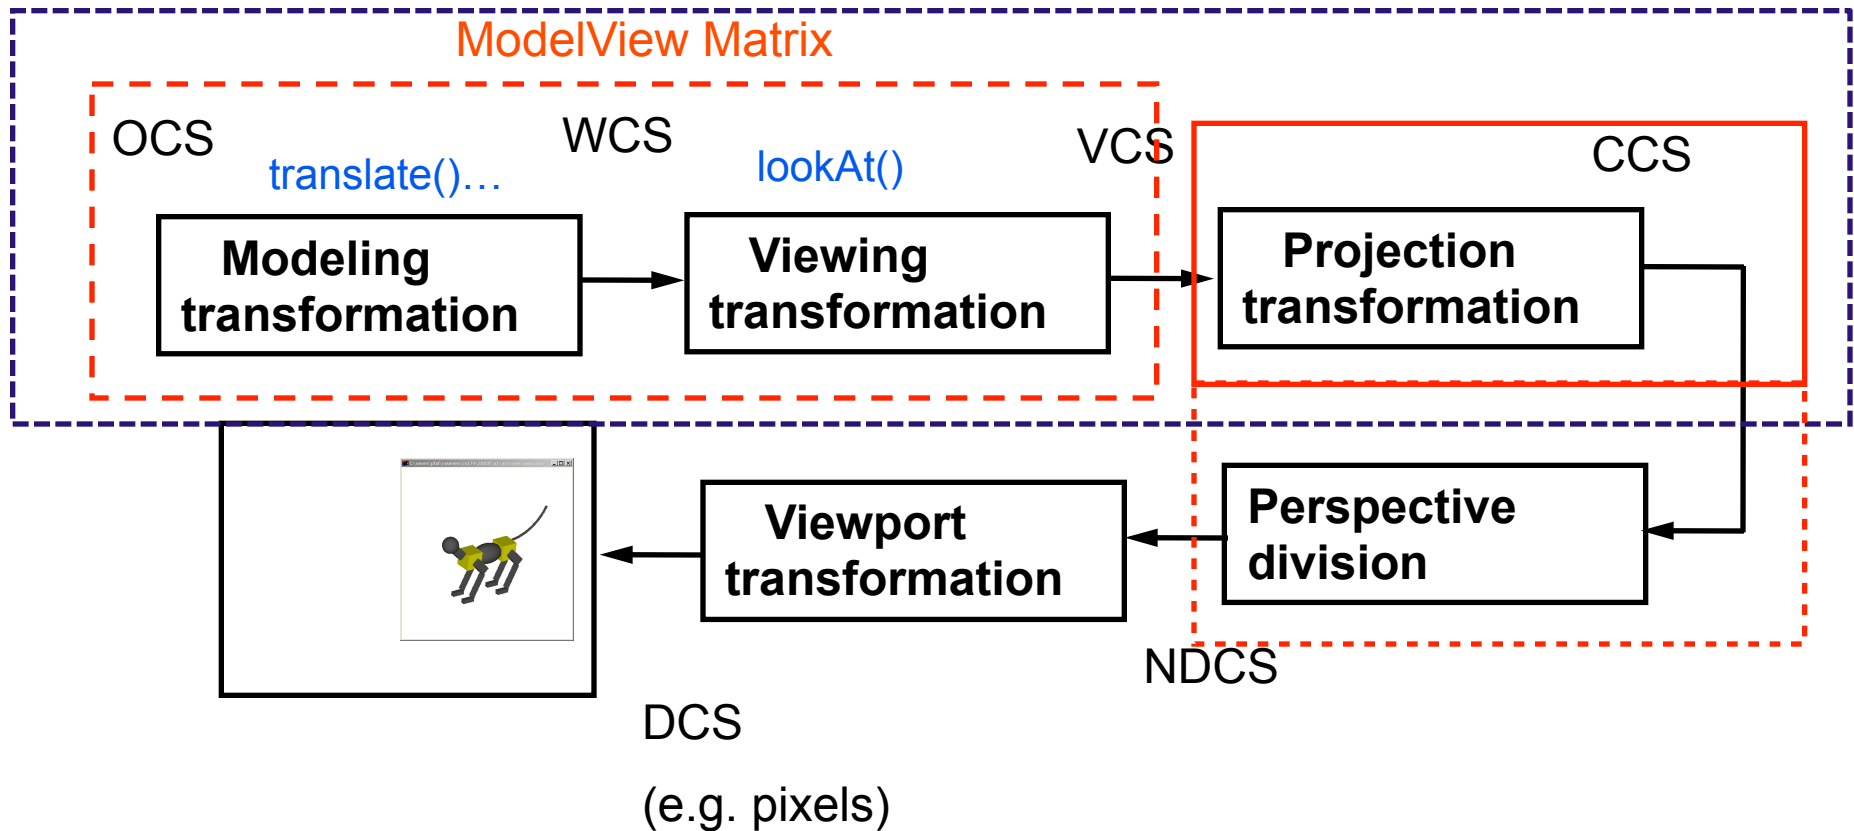 ModelView Matrix
OCS
WCS
VCS
CCS
translate()…
lookAt()
Modeling
transformation
Viewing
transformation
Projection
transformation
Viewport
transformation
Perspective
division
NDCS
DCS
(e.g. pixels)